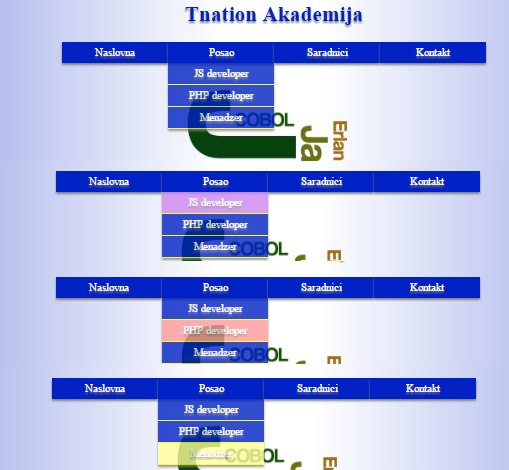 Tnation Akademija
Naslovna Posao Saradnici Kontakt
JS developer
PHP developer
Menadzer
COBOL
Ja
Erlan
Naslovna Posao Saradnici Kontakt
JS developer
PHP developer
Menadzer
COBOL
Naslovna Posao Saradnici Kontakt
JS developer
PHP developer
Menadzer
COBOL
Naslovna Posao Saradnici Kontakt
JS developer
PHP developer
Menadzer
COBOL